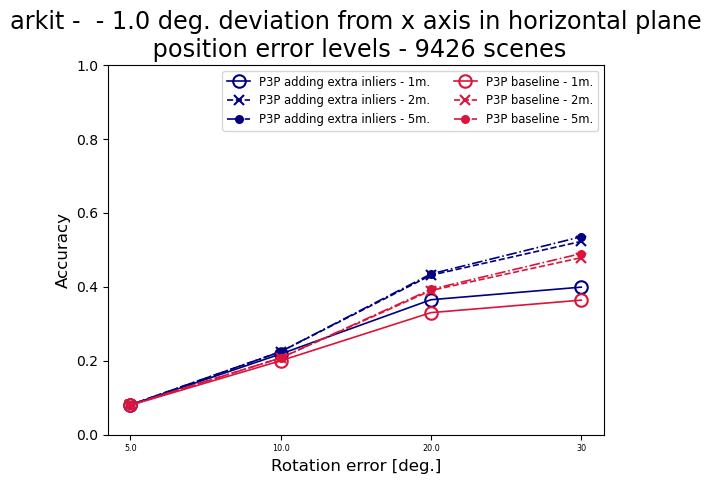 arkit -  - 1.0 deg. deviation from x axis in horizontal plane
position error levels - 9426 scenes
P3P adding extra inliers - 1m.
P3P adding extra inliers - 2m.
P3P adding extra inliers - 5m.
P3P baseline - 1m.
P3P baseline - 2m.
P3P baseline - 5m.
Accuracy
1.0
0.8
0.6
0.4
0.2
0.0
5.0
10.0
20.0
30
Rotation error [deg.]